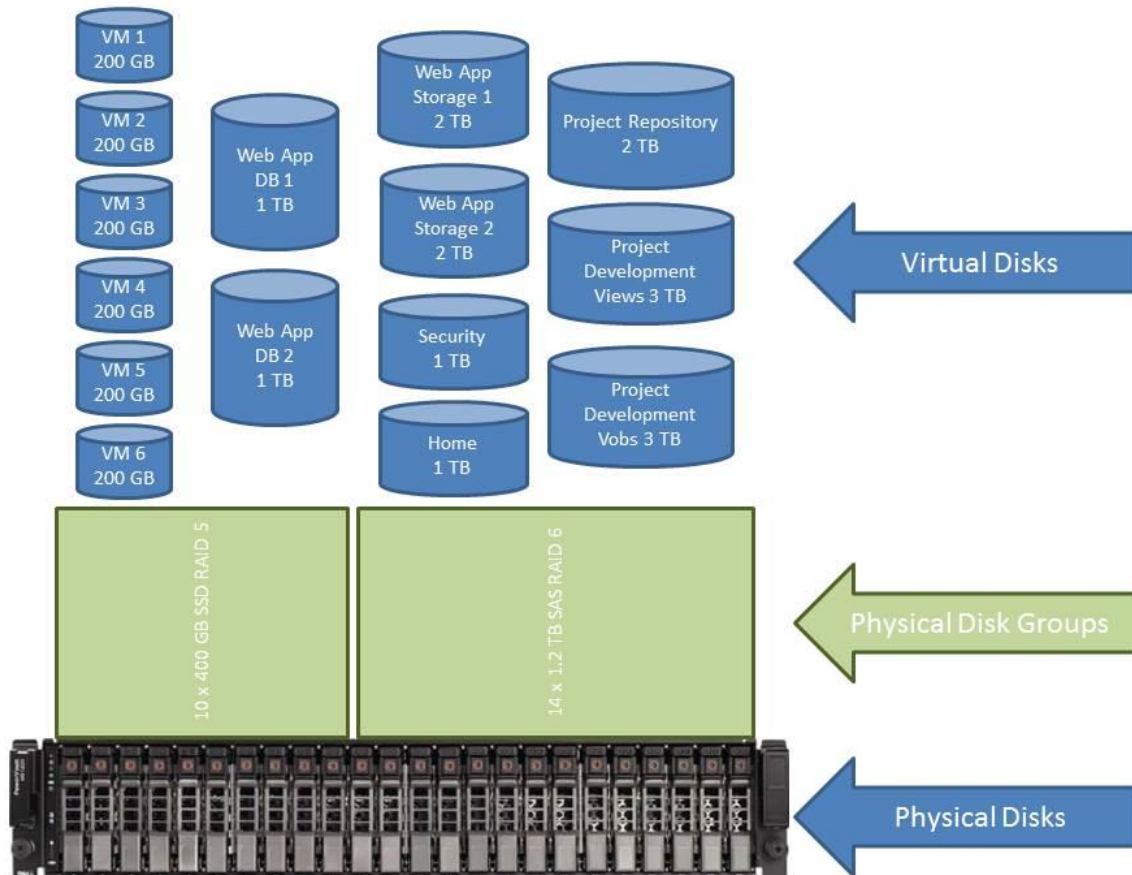 VM 1
200 GB
VM 2
200 GB
VM 3
200 GB
VM 4
200 GB
VM 5
200 GB
VM 6
200 GB
Web App
DB 1
1 TB
Web App
DB 2
1 TB
Web App
Storage 1
2 TB
Web App
Storage 2
2 TB
Security
1 TB
Home
1 TB
Project Repository
2 TB
Project
Development
Views 3 TB
Project
Development
Vobs 3 TB
Virtual Disks
10 x 400 GB SSD RAID 5
14 x 1.2 TB SAS RAID 6
Physical Disk Groups
PowerVault
Physical Disks